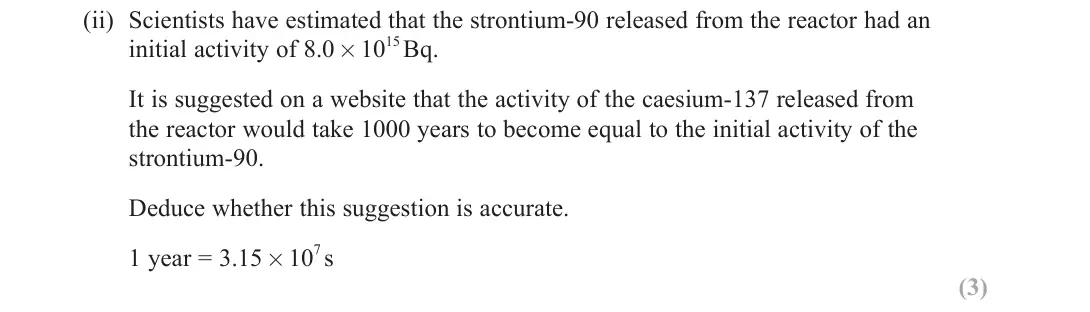 (ii) Scientists have estimated that the strontium-90 released from the reactor had an
initial activity of 8.0 × 10¹⁵ Bq.
It is suggested on a website that the activity of the caesium-137 released from
the reactor would take 1000 years to become equal to the initial activity of the
strontium-90.
Deduce whether this suggestion is accurate.
1 year = 3.15 × 10⁷ s
(3)